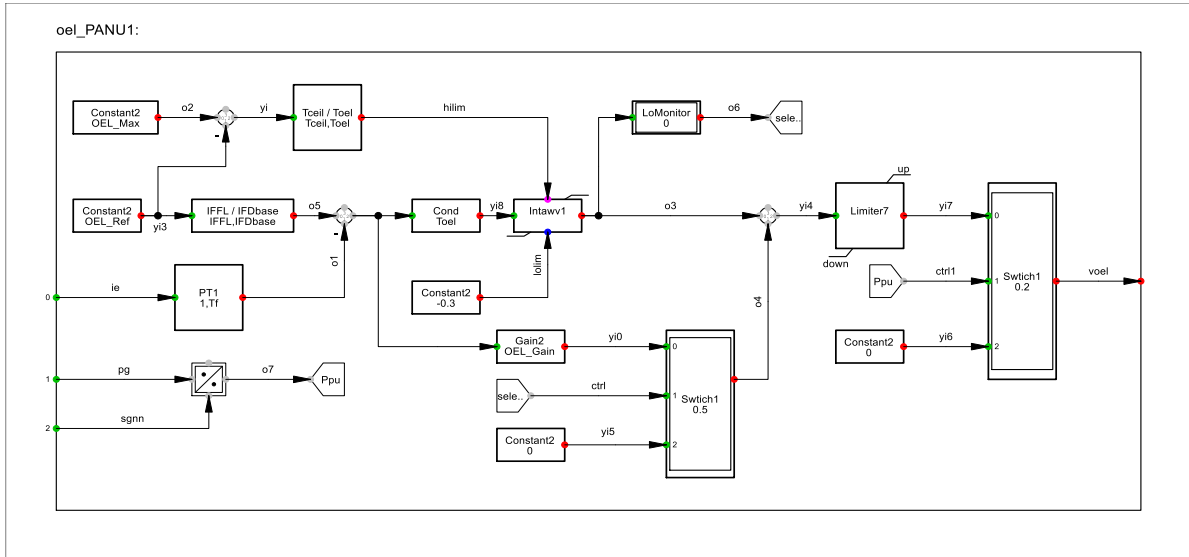 oel_PANU1:
Constant2
OEL_Max
o2
-
yi
Tceil / Toel
Tceil,Toel
hilim
LoMonitor
0
o6
sele..
Constant2
OEL_Ref
yi3
IFFL / IFDbase
IFFL,IFDbase
o5
-
o1
Cond
Toel
yi8
Intawv1
lolim
o3
yi4
up
Limiter7
down
yi7
0
Swtich1
0.2
1
2
voel
Constant2
-0.3
Ppu
ctrl1
Constant2
0
yi6
0
ie
PT1
1,Tf
o4
Gain2
OEL_Gain
yi0
0
Swtich1
0.5
1
2
sele..
ctrl
Constant2
0
yi5
1
pg
o7
Ppu
2
sgnn